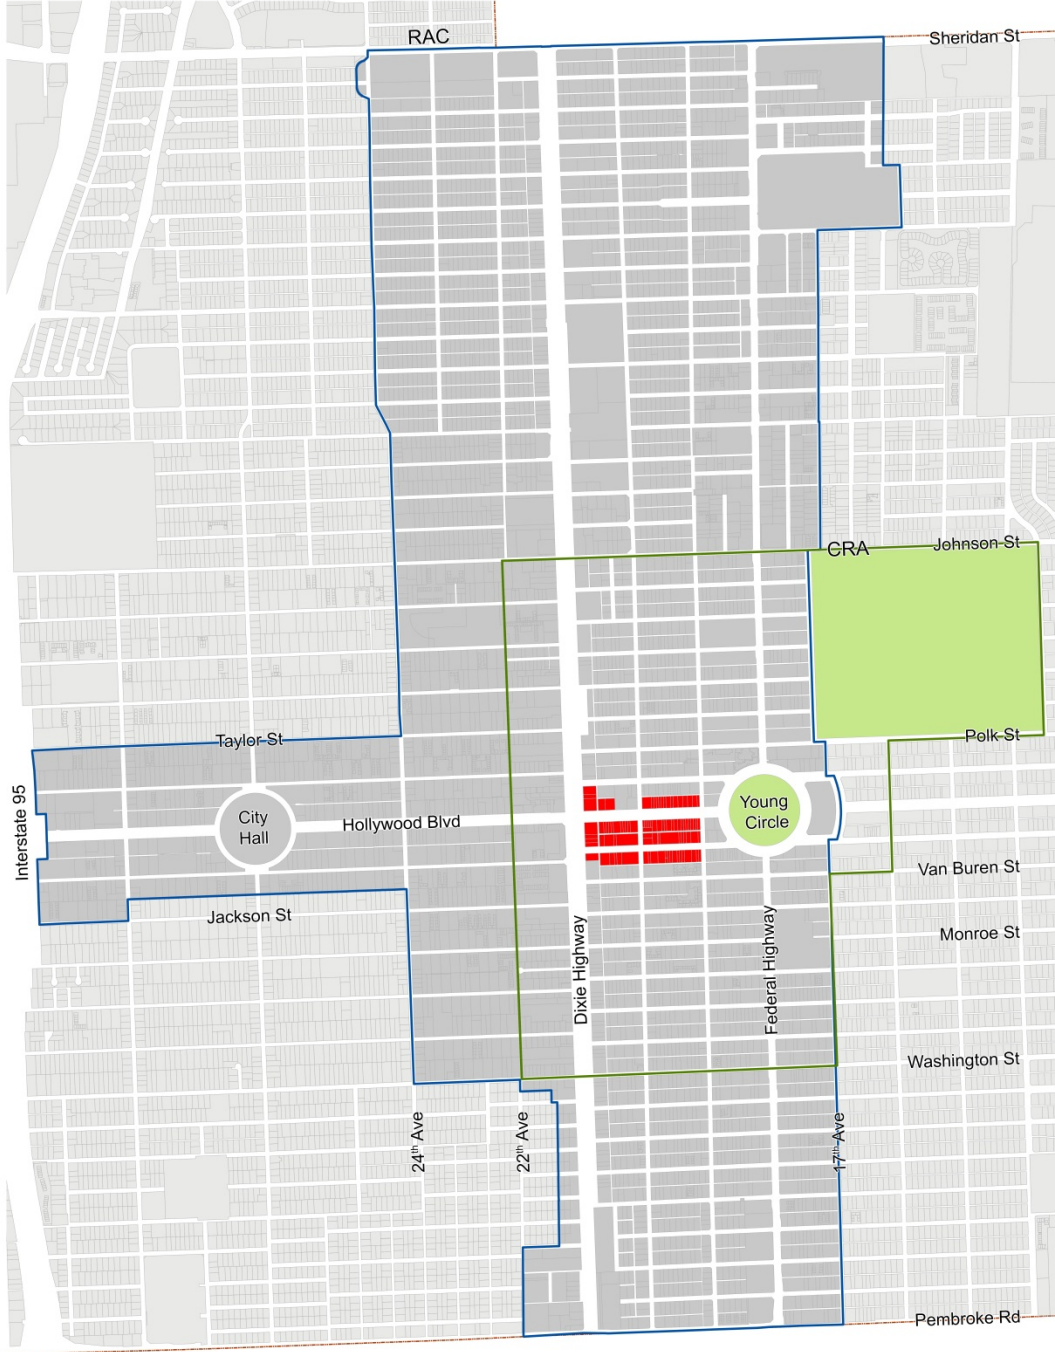 RAC
Sheridan St
CRA
Johnson St
Taylor St
Polk St
Interstate 95
City
Hall
Hollywood Blvd
Young
Circle
Van Buren St
Jackson St
Dixie Highway
Federal Highway
Monroe St
Washington St
24th Ave
22th Ave
17th Ave
Pembroke Rd